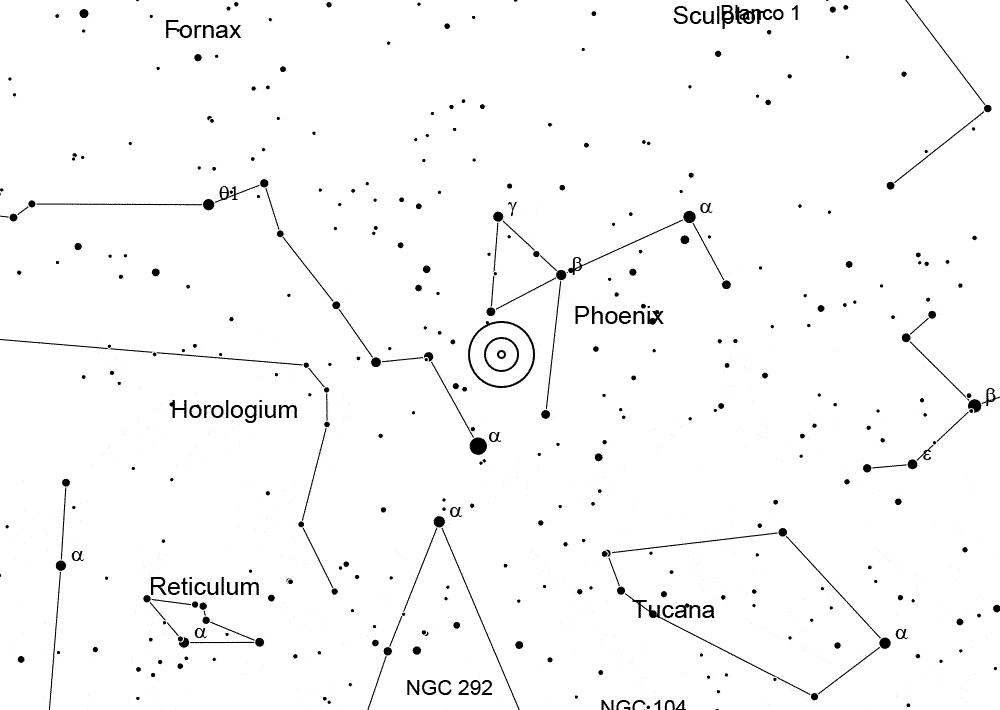 Sculptor
Blanco 1
Fornax
θ1
γ
α
β
Phoenix
β
Horologium
α
ε
α
α
Reticulum
α
Tucana
α
NGC 292
NGC 104